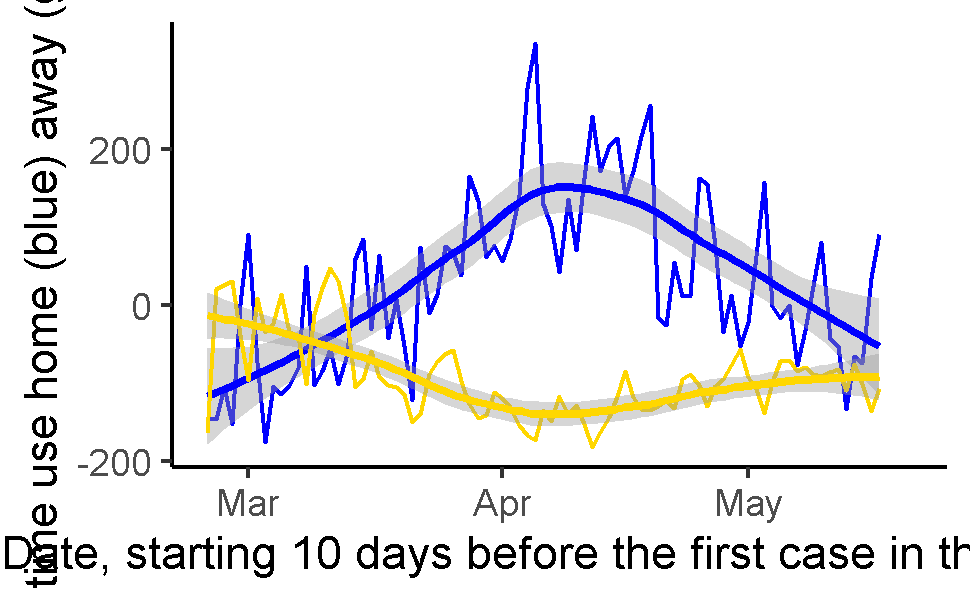 time use home (blue) away (
200
0
-200
Mar Apr May
Date, starting 10 days before the first case in th